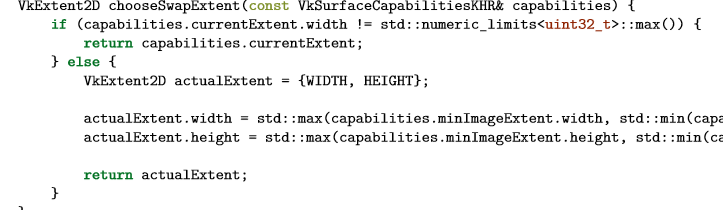 VkExtent2D chooseSwapExtent(const VkSurfaceCapabilitiesKHR& capabilities) {
    if (capabilities.currentExtent.width != std::numeric_limits<uint32_t>::max()) {
        return capabilities.currentExtent;
    } else {
        VkExtent2D actualExtent = {WIDTH, HEIGHT};

        actualExtent.width = std::max(capabilities.minImageExtent.width, std::min(capa
        actualExtent.height = std::max(capabilities.minImageExtent.height, std::min(ca

        return actualExtent;
    }
}